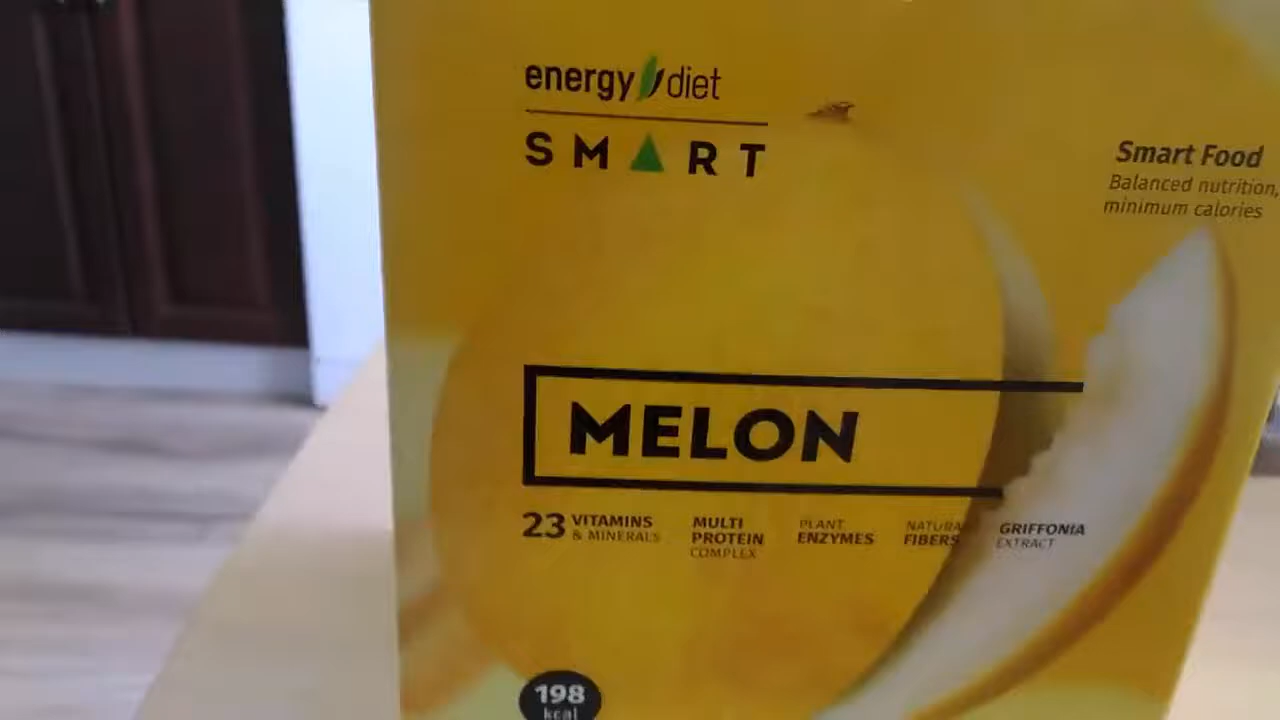 energy diet
SMART
Smart Food
Balanced nutrition,
minimum calories
MELON
23 VITAMINS
& MINERALS
MULTI
PROTEIN
COMPLEX
PLANT
ENZYMES
NATURA
FIBERS
GRIFFONIA
EXTRACT
198
kcal